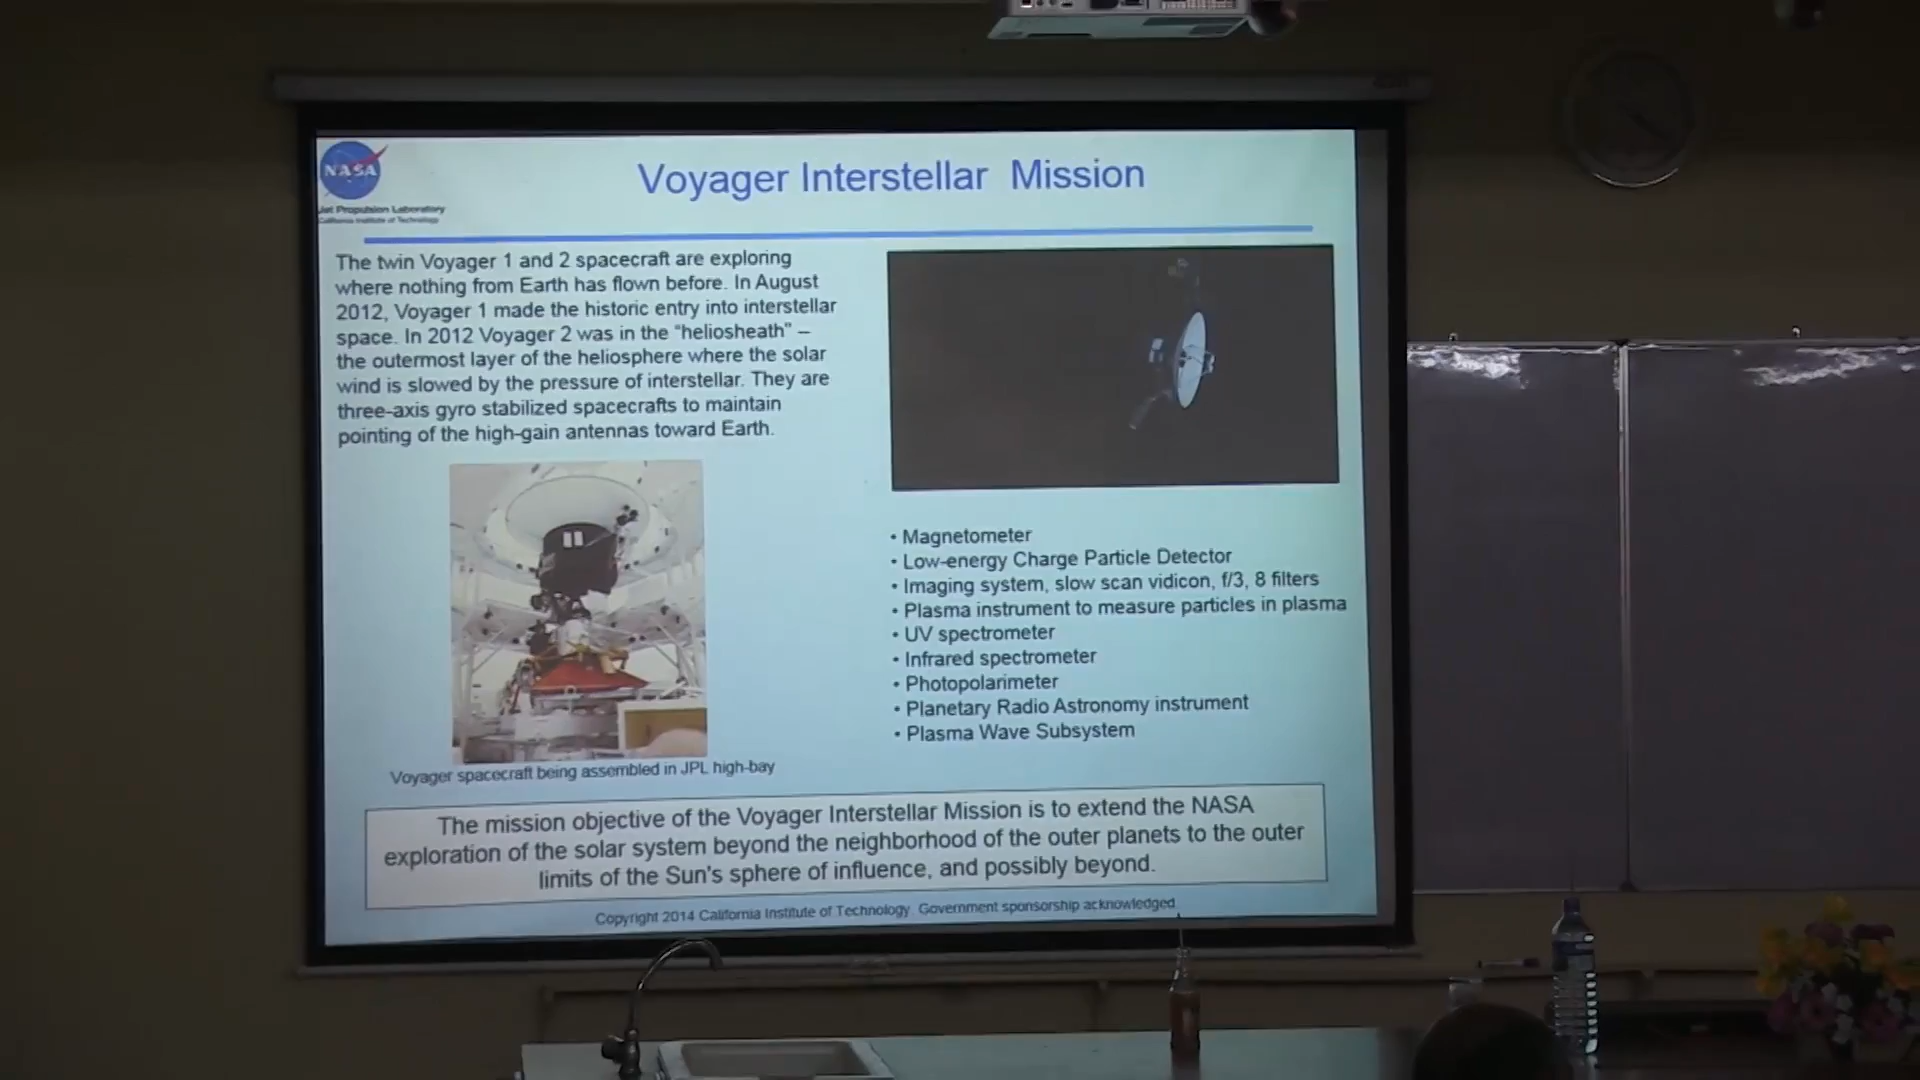 NASA
Jet Propulsion Laboratory
California Institute of Technology
Voyager Interstellar Mission
The twin Voyager 1 and 2 spacecraft are exploring
where nothing from Earth has flown before. In August
2012, Voyager 1 made the historic entry into interstellar
space. In 2012 Voyager 2 was in the “heliosheath” –
the outermost layer of the heliosphere where the solar
wind is slowed by the pressure of interstellar. They are
three-axis gyro stabilized spacecrafts to maintain
pointing of the high-gain antennas toward Earth.
Voyager spacecraft being assembled in JPL high-bay
• Magnetometer
• Low-energy Charge Particle Detector
• Imaging system, slow scan vidicon, f/3, 8 filters
• Plasma instrument to measure particles in plasma
• UV spectrometer
• Infrared spectrometer
• Photopolarimeter
• Planetary Radio Astronomy instrument
• Plasma Wave Subsystem
The mission objective of the Voyager Interstellar Mission is to extend the NASA
exploration of the solar system beyond the neighborhood of the outer planets to the outer
limits of the Sun's sphere of influence, and possibly beyond.
Copyright 2014 California Institute of Technology. Government sponsorship acknowledged.